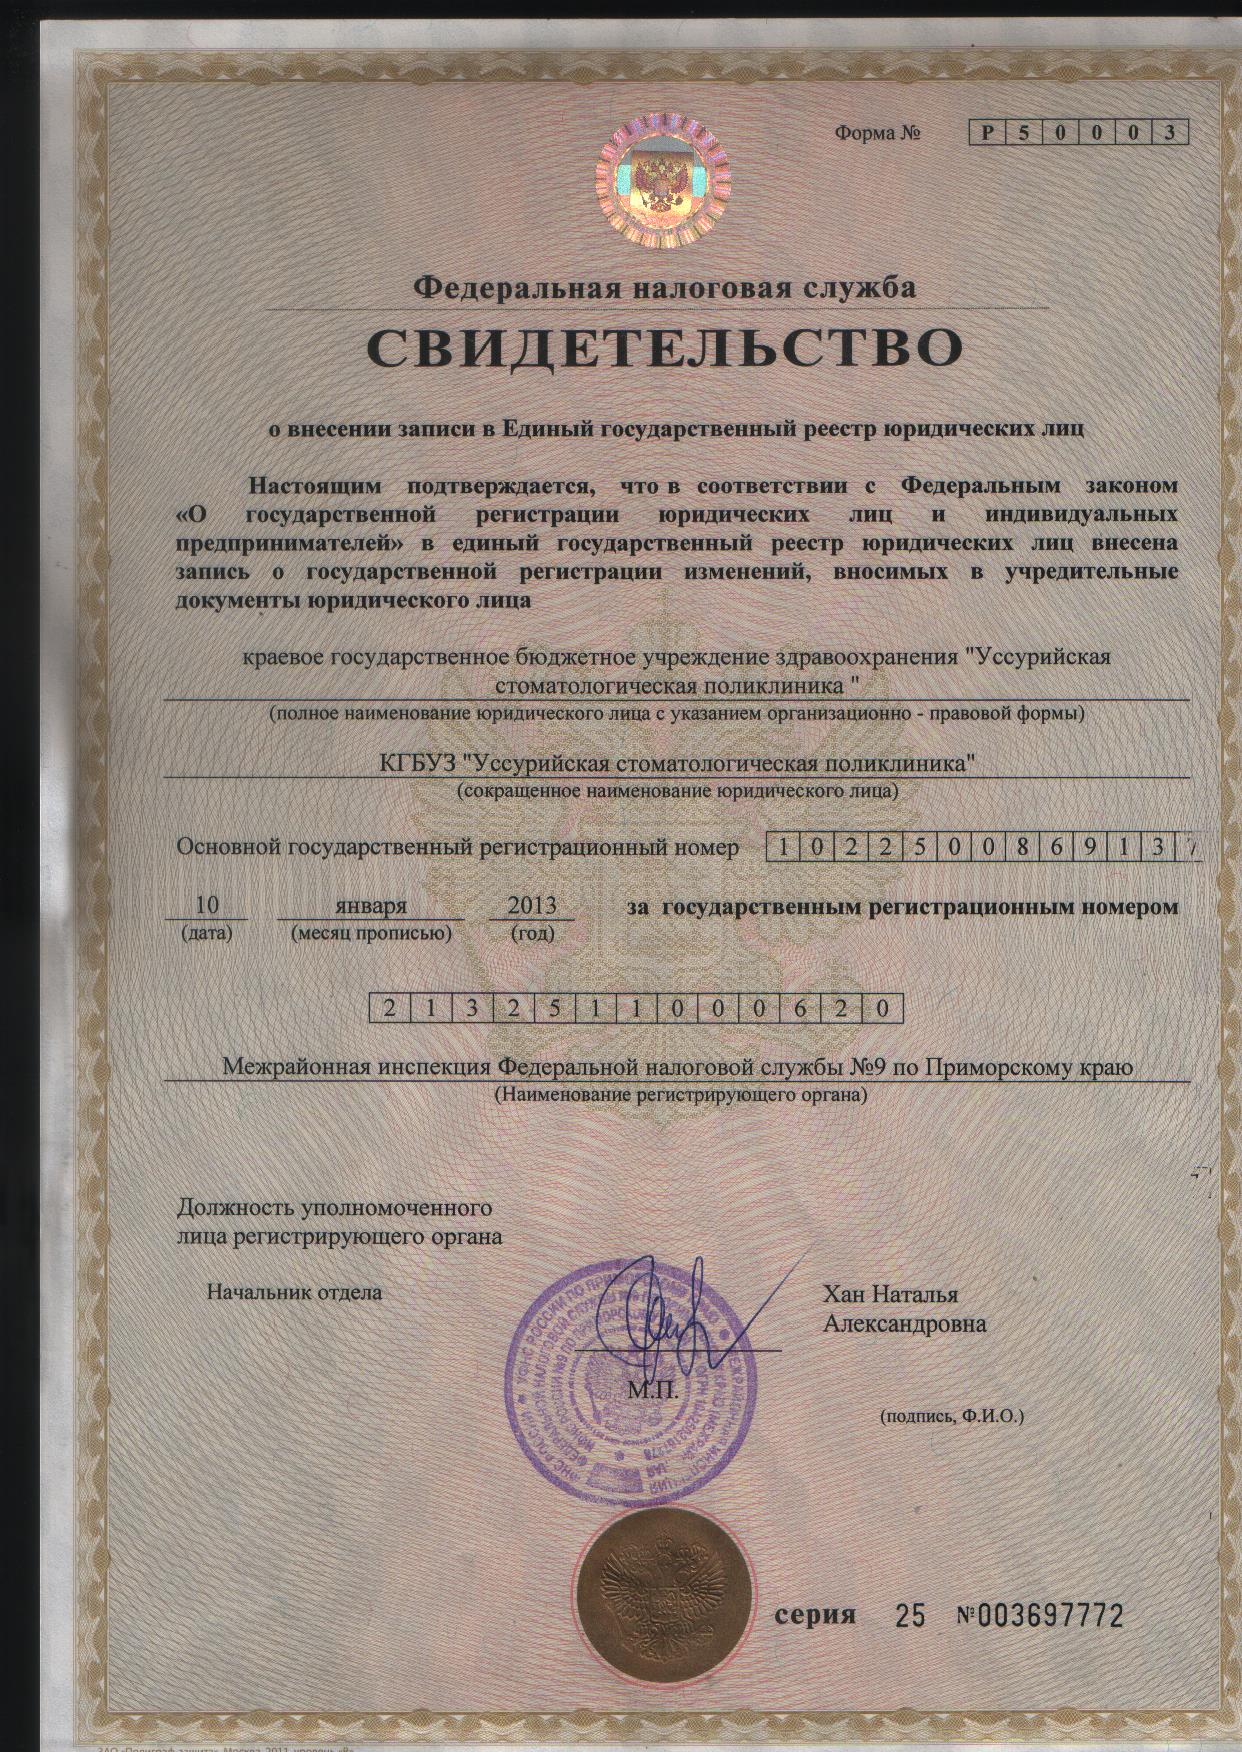 Форма № Р50003
Федеральная налоговая служба
СВИДЕТЕЛЬСТВО
о внесении записи в Единый государственный реестр юридических лиц
Настоящим подтверждается, что в соответствии с Федеральным законом
«О государственной регистрации юридических лиц и индивидуальных
предпринимателей» в единый государственный реестр юридических лиц внесена
запись о государственной регистрации изменений, вносимых в учредительные
документы юридического лица
краевое государственное бюджетное учреждение здравоохранения "Уссурийская
стоматологическая поликлиника "
(полное наименование юридического лица с указанием организационно - правовой формы)
КГБУЗ "Уссурийская стоматологическая поликлиника"
(сокращенное наименование юридического лица)
Основной государственный регистрационный номер 1022500869137
10 января 2013 за государственным регистрационным номером
(дата) (месяц прописью) (год)
2132511000620
Межрайонная инспекция Федеральной налоговой службы №9 по Приморскому краю
(Наименование регистрирующего органа)
Должность уполномоченного
лица регистрирующего органа
Начальник отдела
Хан Наталья
Александровна
М.П.
(подпись, Ф.И.О.)
серия 25 №003697772